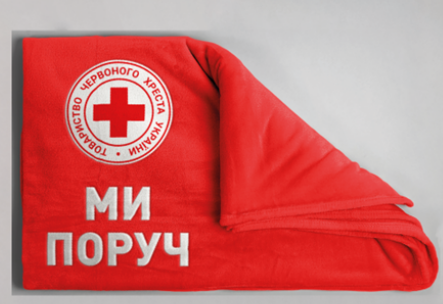 ТОВАРИСТВО ЧЕРВОНОГО ХРЕСТА УКРАЇНИ •
МИ
ПОРУЧ